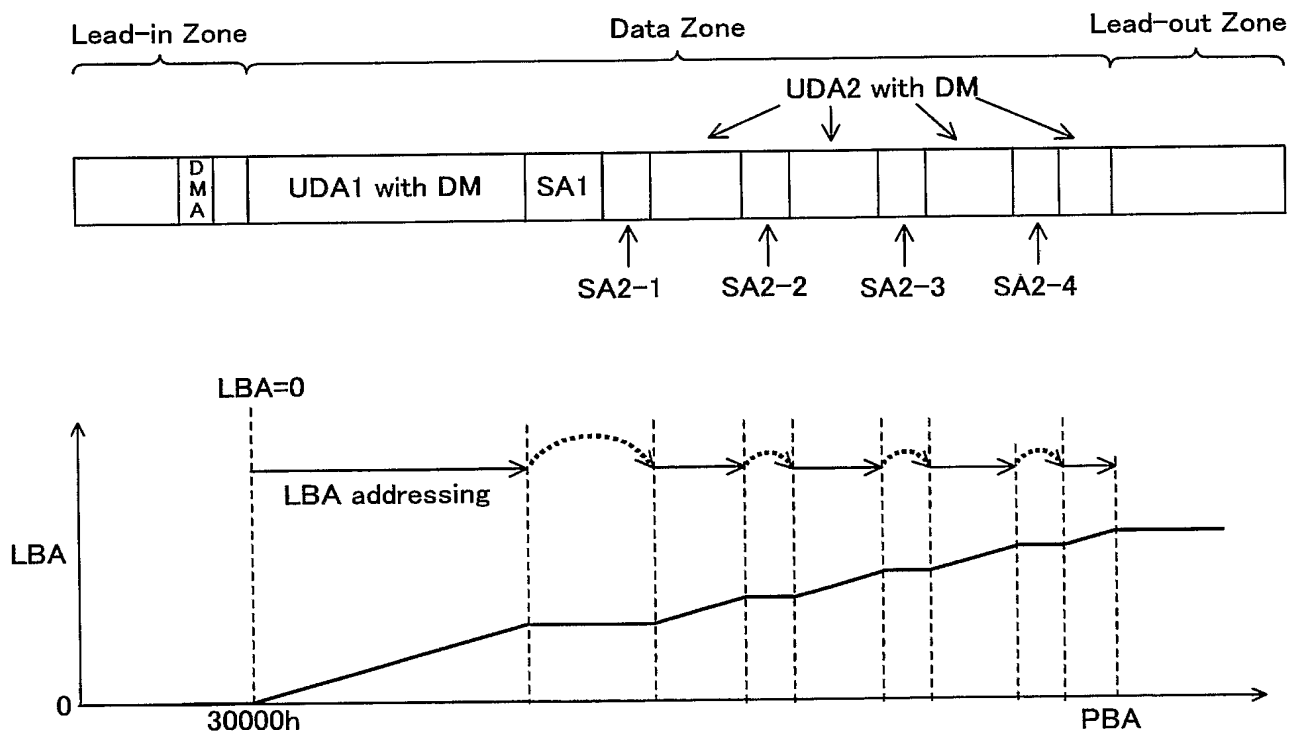 Lead-in Zone
Data Zone
Lead-out Zone
UDA2 with DM
DMA
UDA1 with DM
SA1
SA2-1
SA2-2
SA2-3
SA2-4
LBA=0
LBA addressing
LBA
0
30000h
PBA